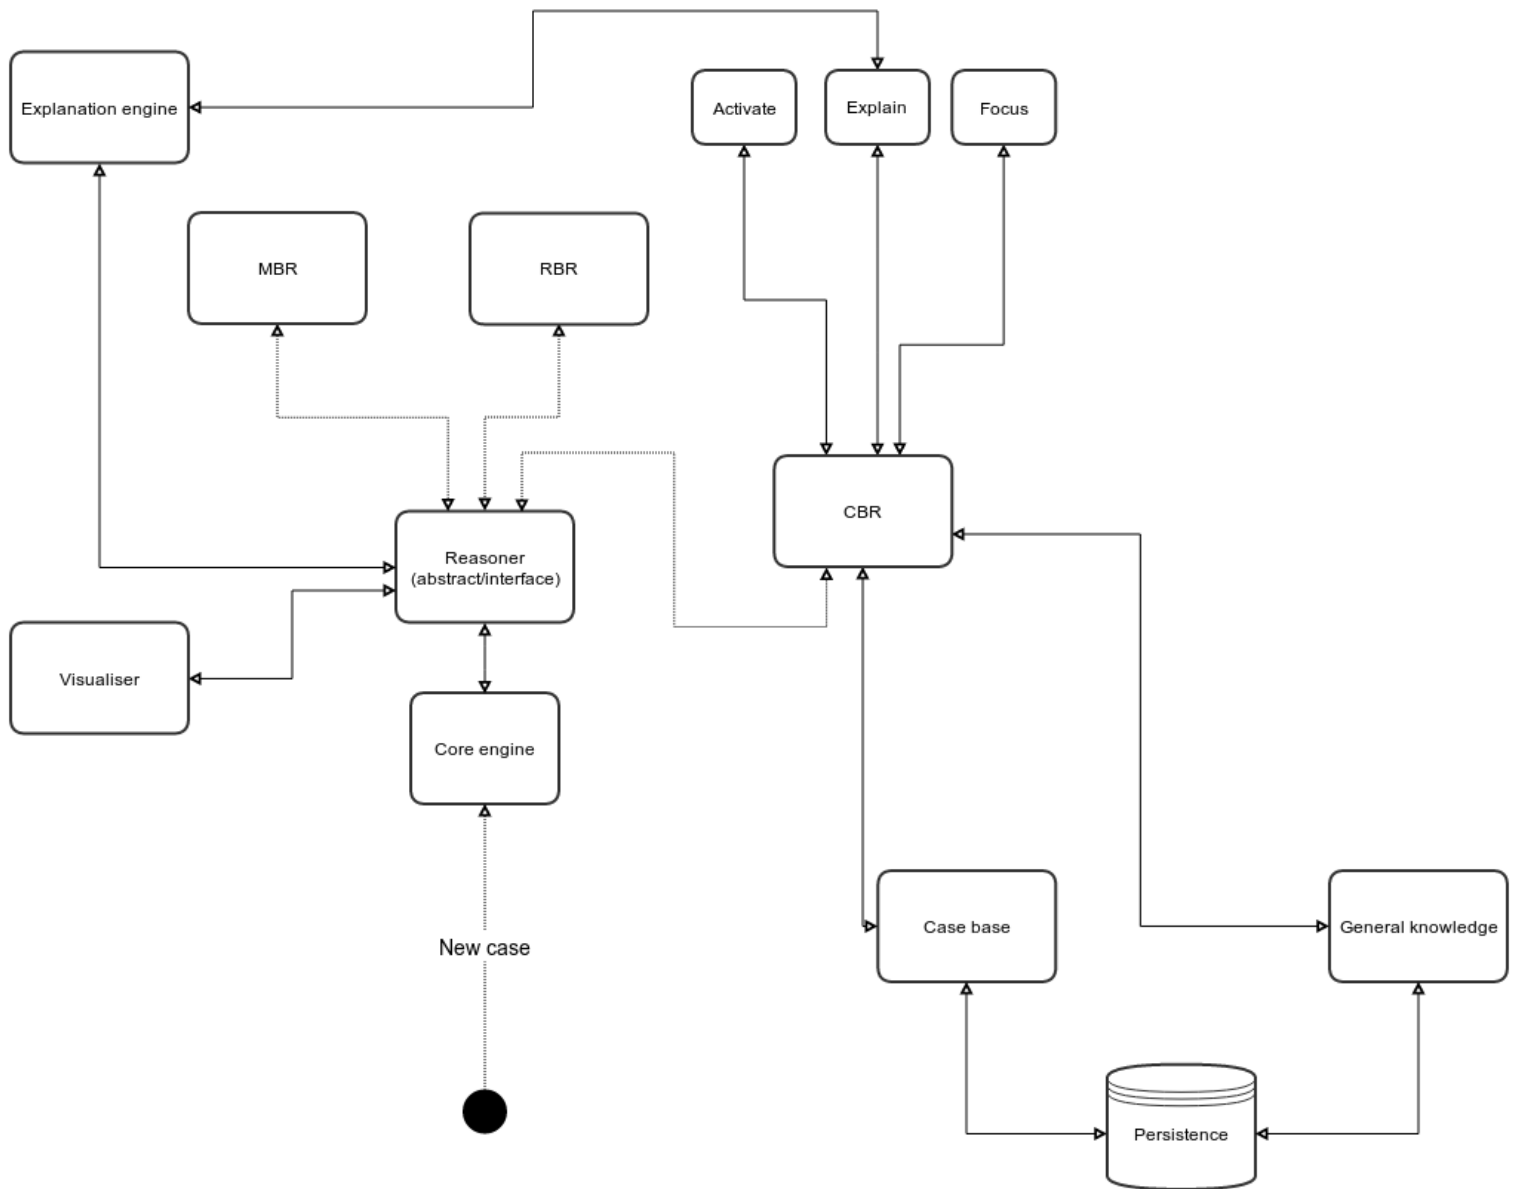 Explanation engine
Activate
Explain
Focus
MBR
RBR
CBR
Reasoner
(abstract/interface)
Visualiser
Core engine
New case
Case base
General knowledge
Persistence